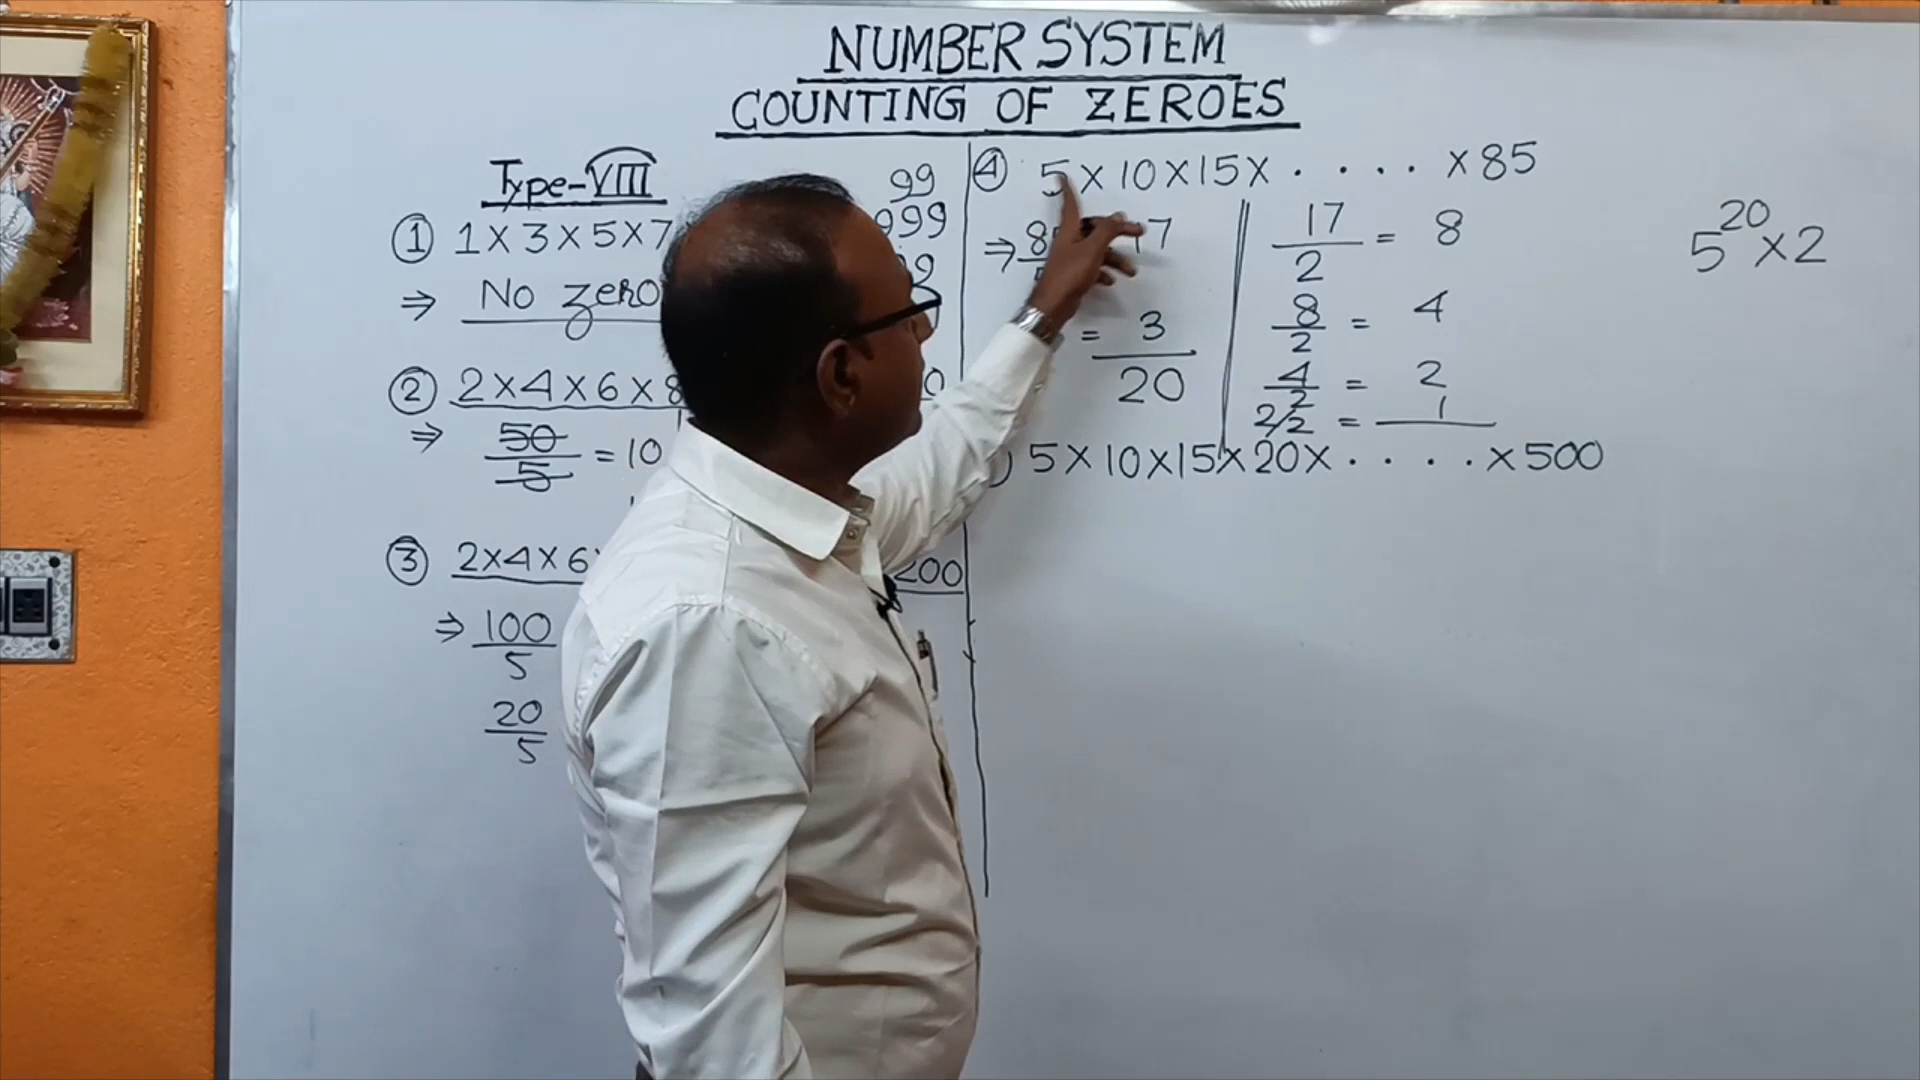 NUMBER SYSTEM
COUNTING OF ZEROES
Type-VIII
① 1×3×5×7
99
999
⇒ No zero
② 2×4×6×8
⇒ 50/5 = 10
③ 2×4×6 200
⇒ 100/5
20/5
④ 5×10×15×....×85
⇒ 8 17
= 3
20
17/2 = 8
8/2 = 4
4/2 = 2
2/2 = 1
5×10×15×20×....×500
5^20×2